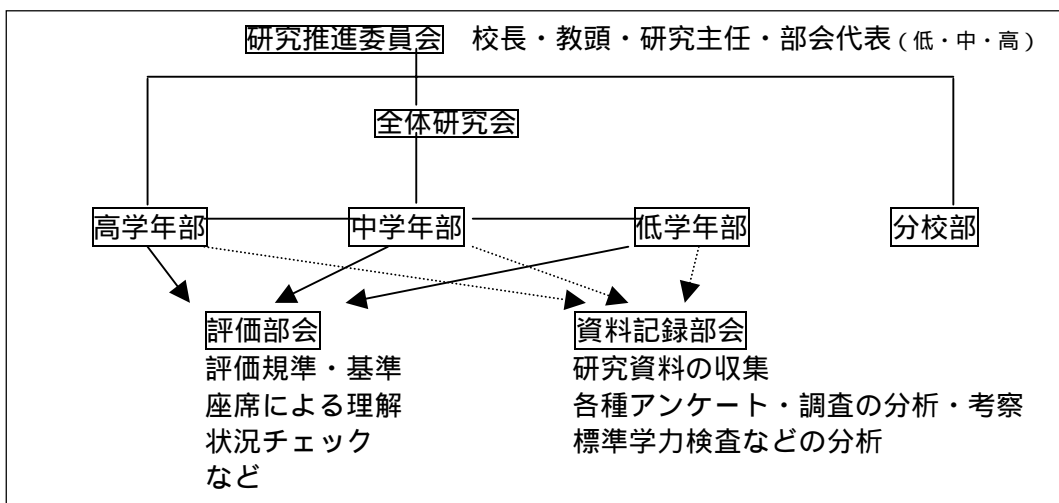 研究推進委員会 校長・教頭・研究主任・部会代表(低・中・高)
全体研究会
高学年部 中学年部 低学年部 分校部
評価部会
評価規準・基準
座席による理解
状況チェック
など
資料記録部会
研究資料の収集
各種アンケート・調査の分析・考察
標準学力検査などの分析